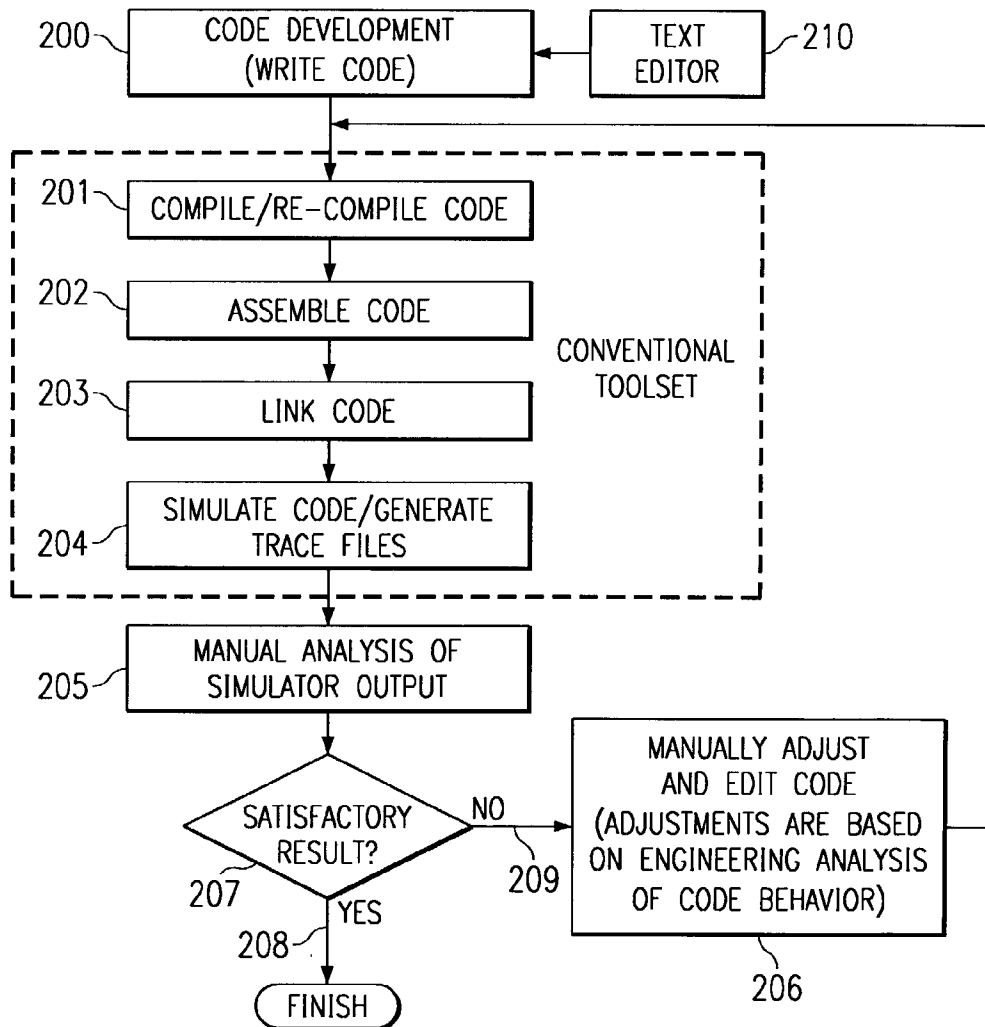 200
CODE DEVELOPMENT
(WRITE CODE)
TEXT
EDITOR
210
201
COMPILE/RE-COMPILE CODE
202
ASSEMBLE CODE
CONVENTIONAL
TOOLSET
203
LINK CODE
204
SIMULATE CODE/GENERATE
TRACE FILES
205
MANUAL ANALYSIS OF
SIMULATOR OUTPUT
SATISFACTORY
RESULT?
207
NO
209
MANUALLY ADJUST
AND EDIT CODE
(ADJUSTMENTS ARE BASED
ON ENGINEERING ANALYSIS
OF CODE BEHAVIOR)
206
YES
208
FINISH